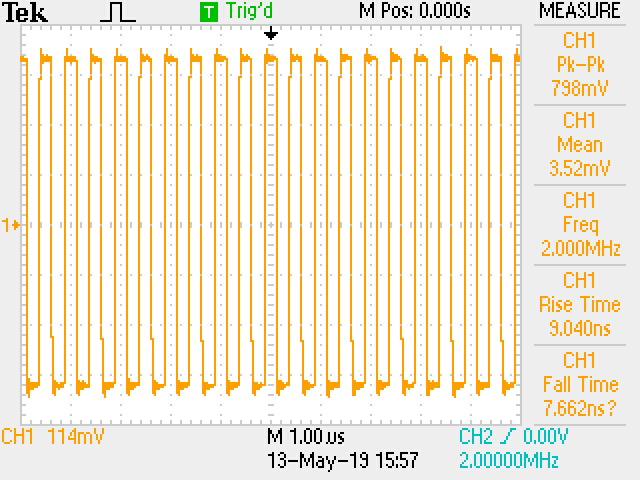 Tek T Trig'd M Pos: 0.000s MEASURE
CH1
Pk-Pk
798mV
CH1
Mean
3.52mV
1
CH1
Freq
2.000MHz
CH1
Rise Time
9.040ns
CH1
Fall Time
7.662ns?
CH1 114mV M 1.00us CH2 0.00V
13-May-19 15:57 2.00000MHz